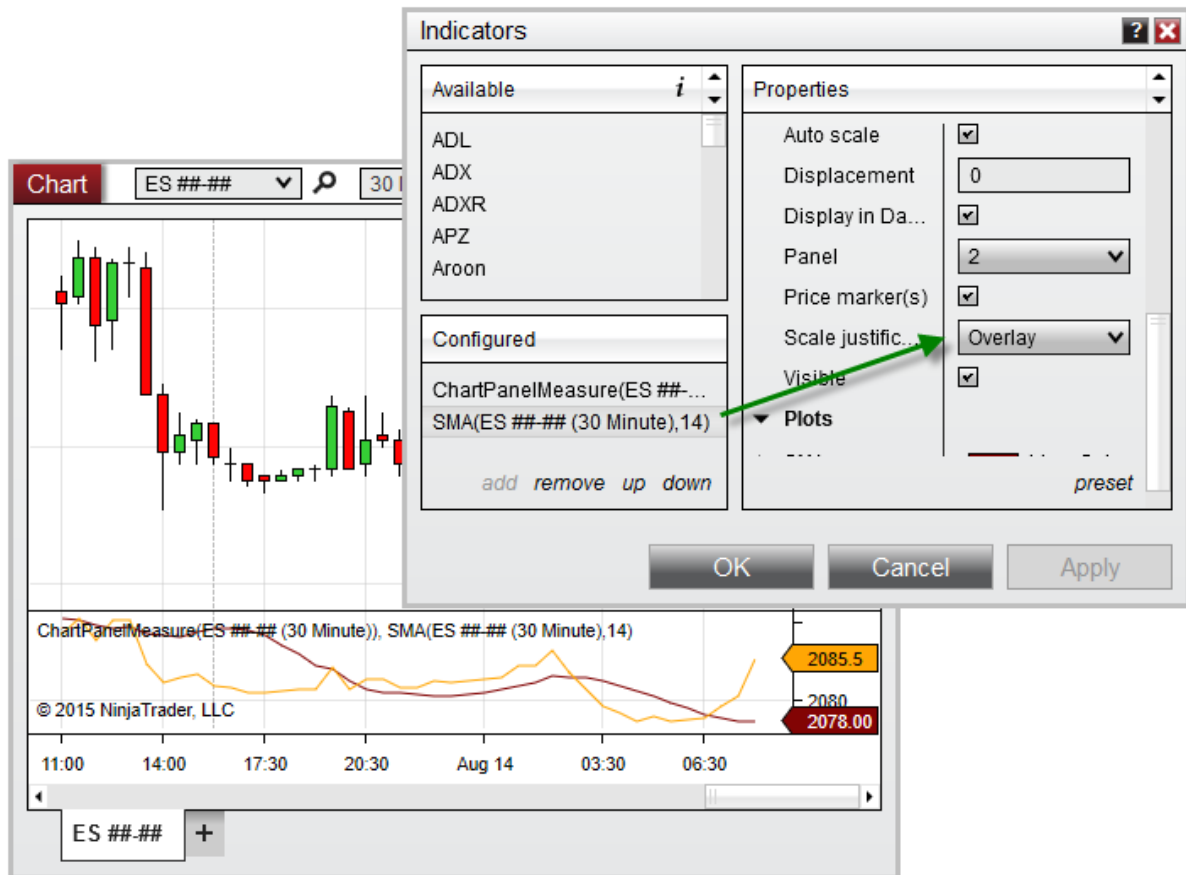 Indicators
?
Available i
ADL
ADX
ADXR
APZ
Aroon
Configured
ChartPanelMeasure(ES ##-...
SMA(ES ##-## (30 Minute),14)
add remove up down
Properties
Auto scale
Displacement 0
Display in Da...
Panel 2
Price marker(s)
Scale justific... Overlay
Visible
Plots
preset
OK Cancel Apply
Chart ES ##-## 30
ChartPanelMeasure(ES ##-## (30 Minute)), SMA(ES ##-## (30 Minute),14)
2085.5
© 2015 NinjaTrader, LLC
2080
2078.00
11:00 14:00 17:30 20:30 Aug 14 03:30 06:30
ES ##-## +